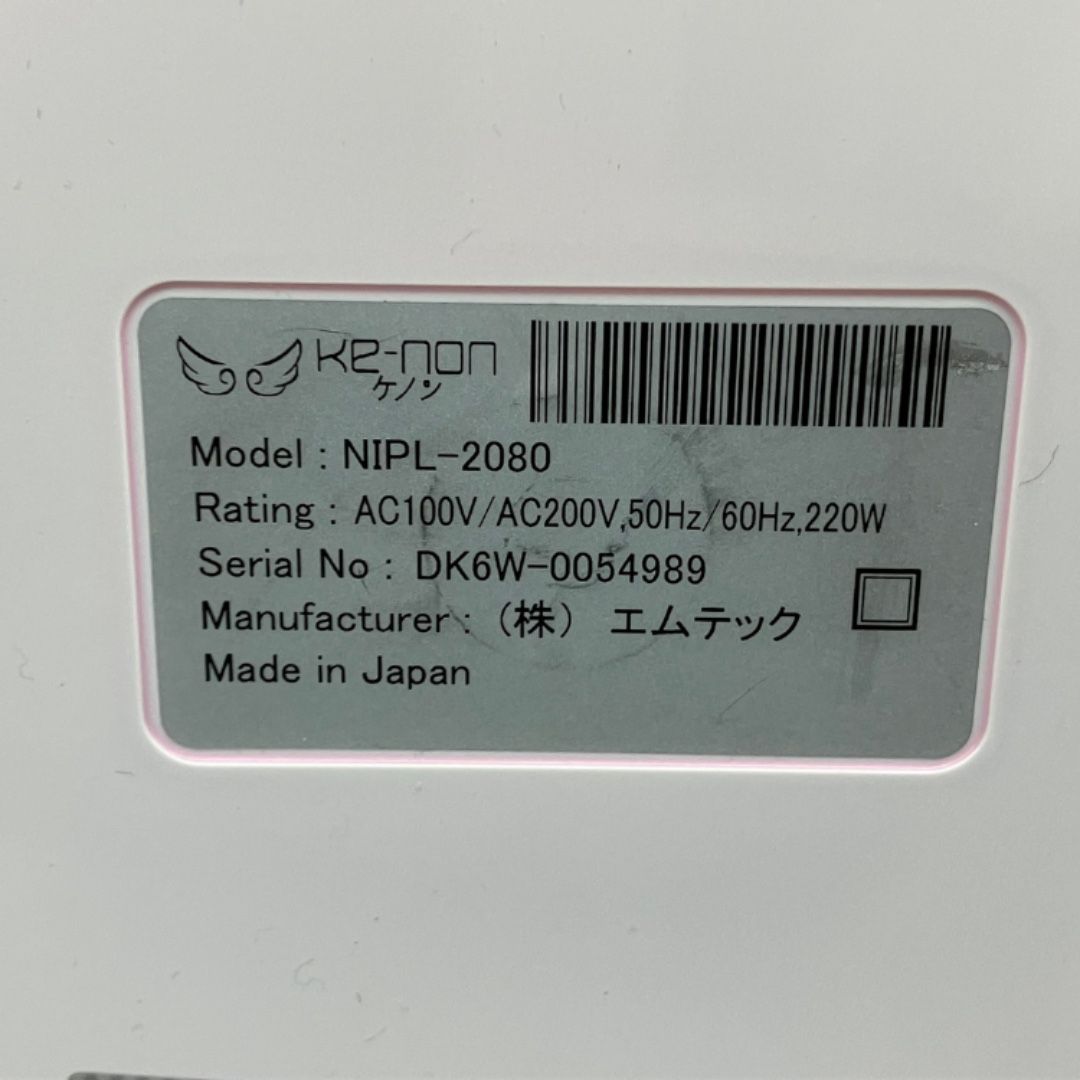 ke-non
ケノン
Model : NIPL-2080
Rating : AC100V/AC200V,50Hz/60Hz,220W
Serial No : DK6W-0054989
Manufacturer : （株） エムテック
Made in Japan